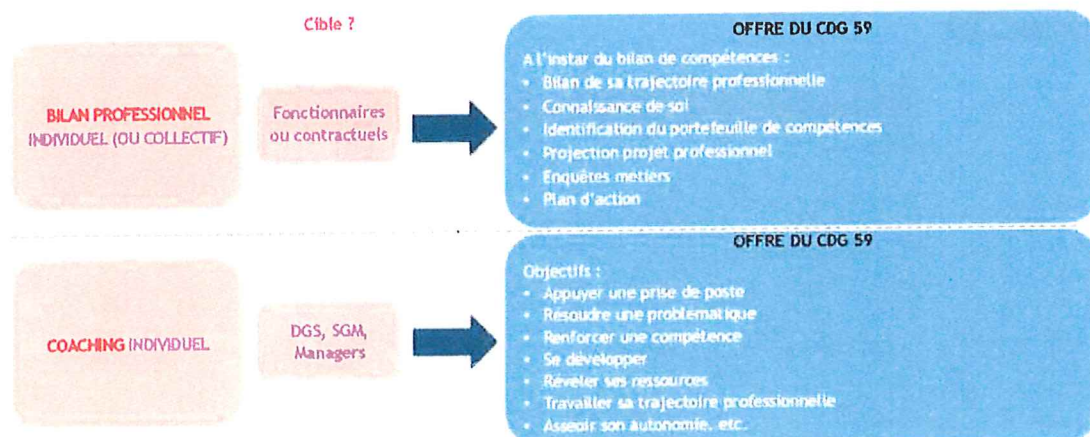 Cible ?
BILAN PROFESSIONNEL
INDIVIDUEL (OU COLLECTIF)
Fonctionnaires
ou contractuels
OFFRE DU CDG 59
A l'instar du bilan de compétences :
• Bilan de sa trajectoire professionnelle
• Connaissance de soi
• Identification du portefeuille de compétences
• Projection projet professionnel
• Enquêtes métiers
• Plan d'action
COACHING INDIVIDUEL
DGS, SGM,
Managers
OFFRE DU CDG 59
Objectifs :
• Appuyer une prise de poste
• Résoudre une problématique
• Renforcer une compétence
• Se développer
• Révéler ses ressources
• Travailler sa trajectoire professionnelle
• Asseoir son autonomie, etc.